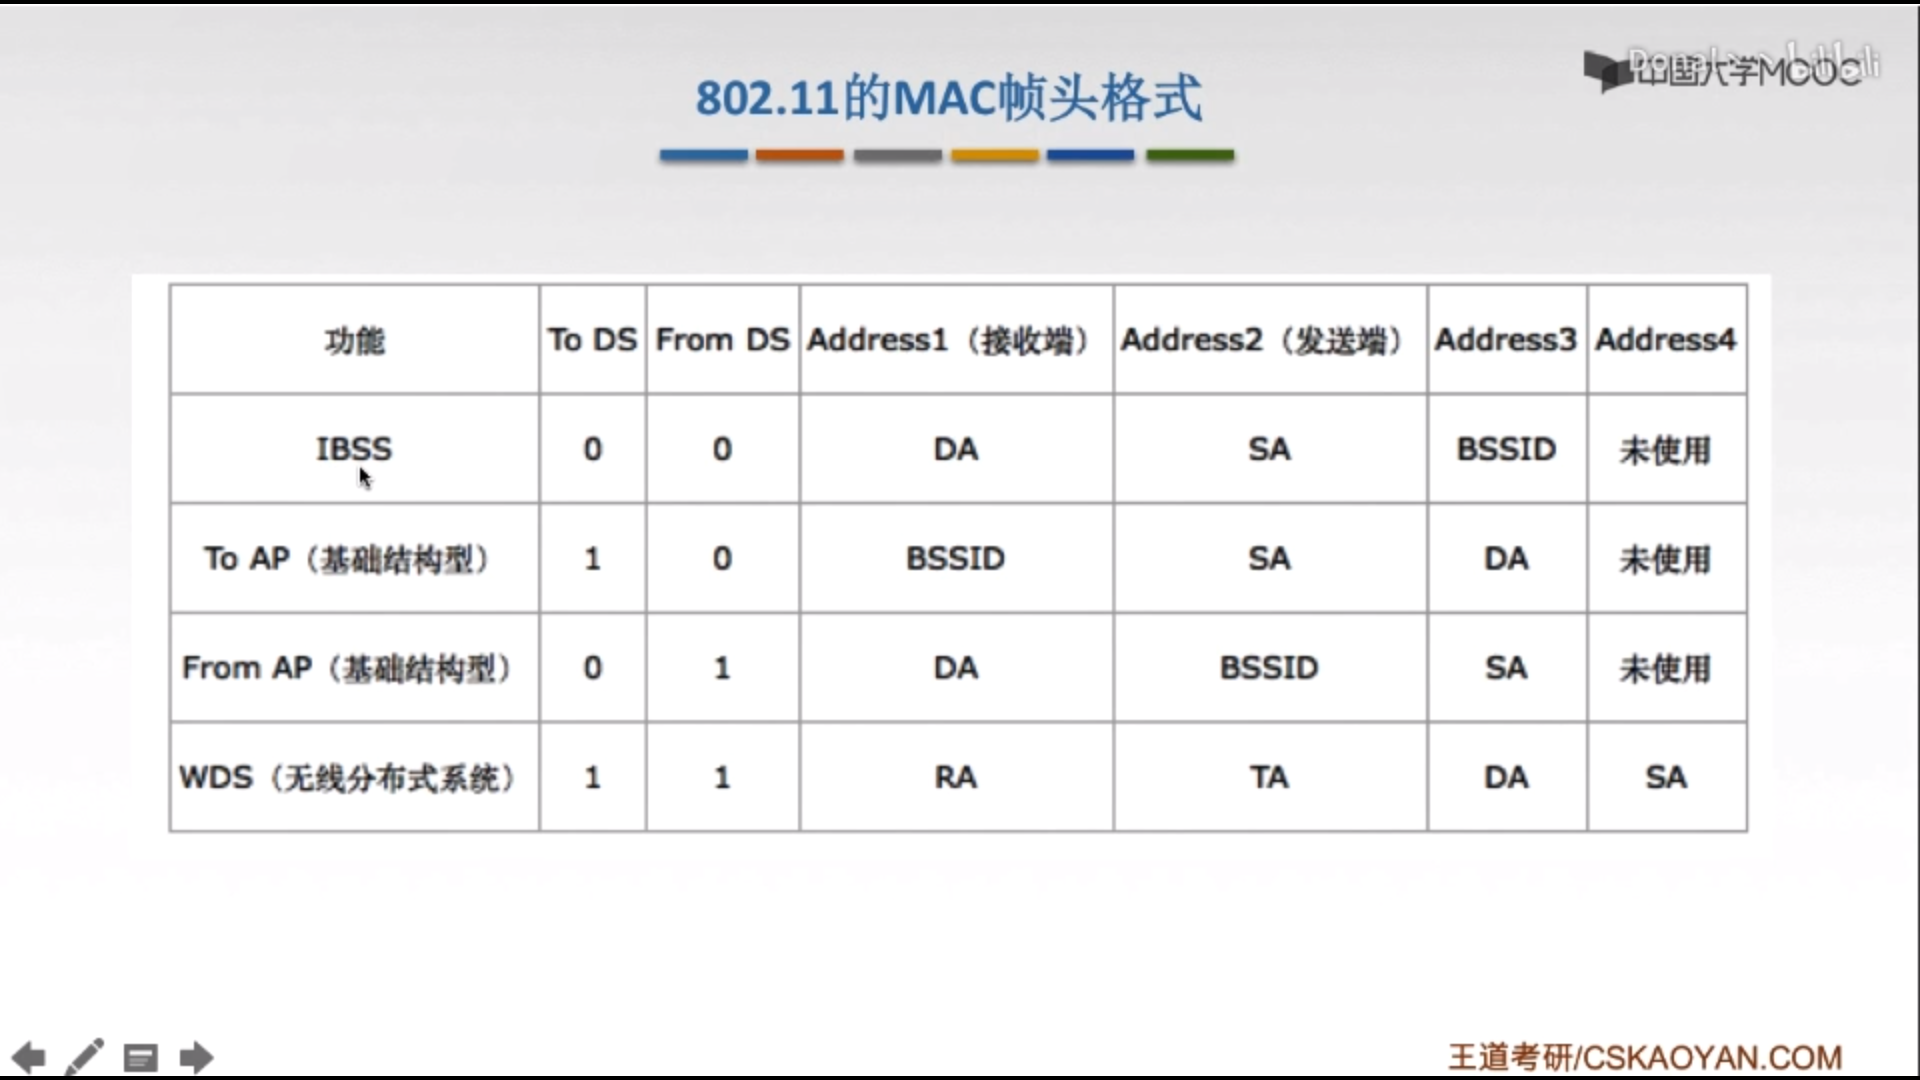 中国大学MOOC
bilibili
802.11的MAC帧头格式
功能 To DS From DS Address1（接收端） Address2（发送端） Address3 Address4
IBSS 0 0 DA SA BSSID 未使用
To AP（基础结构型） 1 0 BSSID SA DA 未使用
From AP（基础结构型） 0 1 DA BSSID SA 未使用
WDS（无线分布式系统） 1 1 RA TA DA SA
王道考研/CSKAOYAN.COM